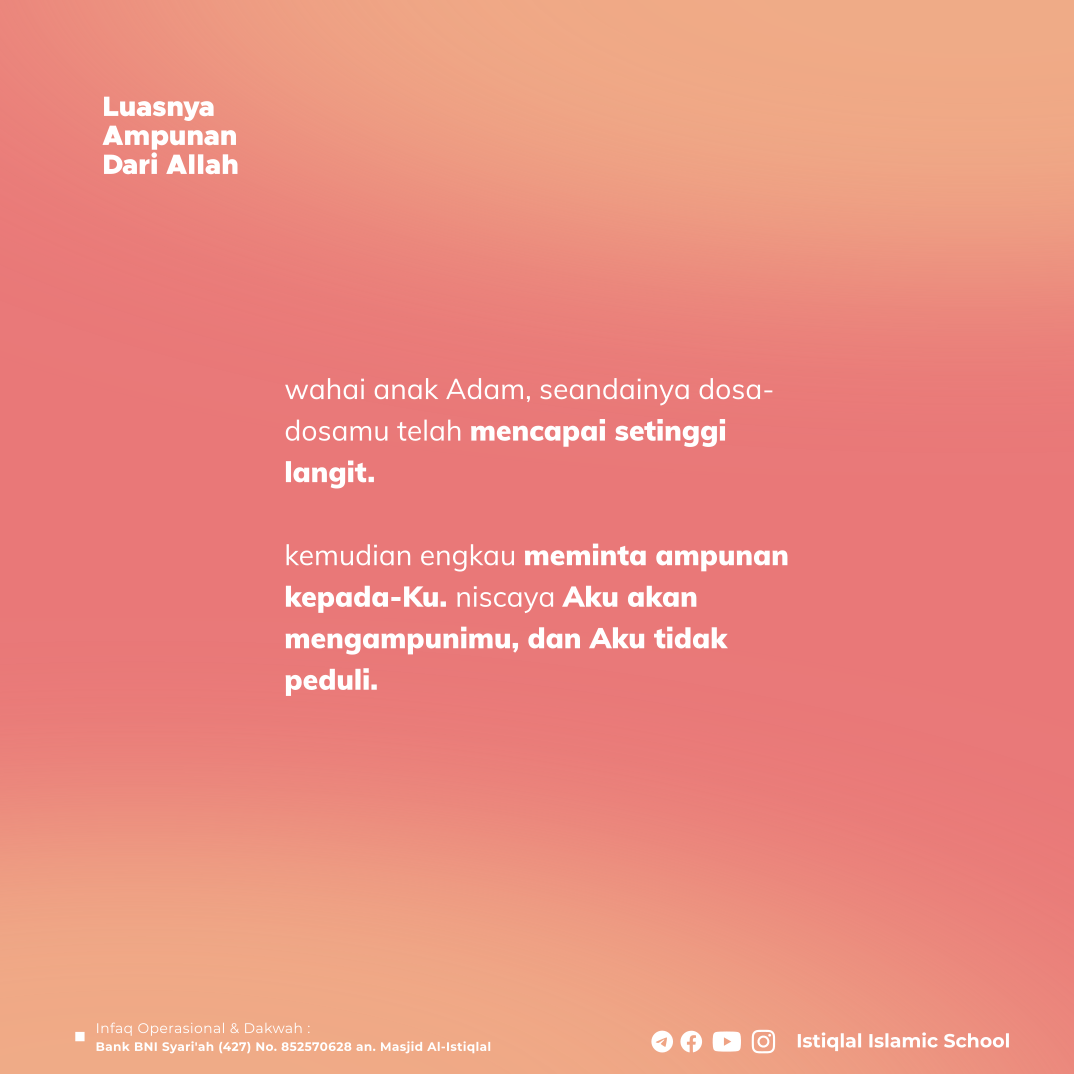 Luasnya
Ampunan
Dari Allah
wahai anak Adam, seandainya dosa-
dosamu telah mencapai setinggi
langit.
kemudian engkau meminta ampunan
kepada-Ku. niscaya Aku akan
mengampunimu, dan Aku tidak
peduli.
Infaq Operasional & Dakwah :
Bank BNI Syari'ah (427) No. 852570628 an. Masjid Al-Istiqlal
Istiqlal Islamic School